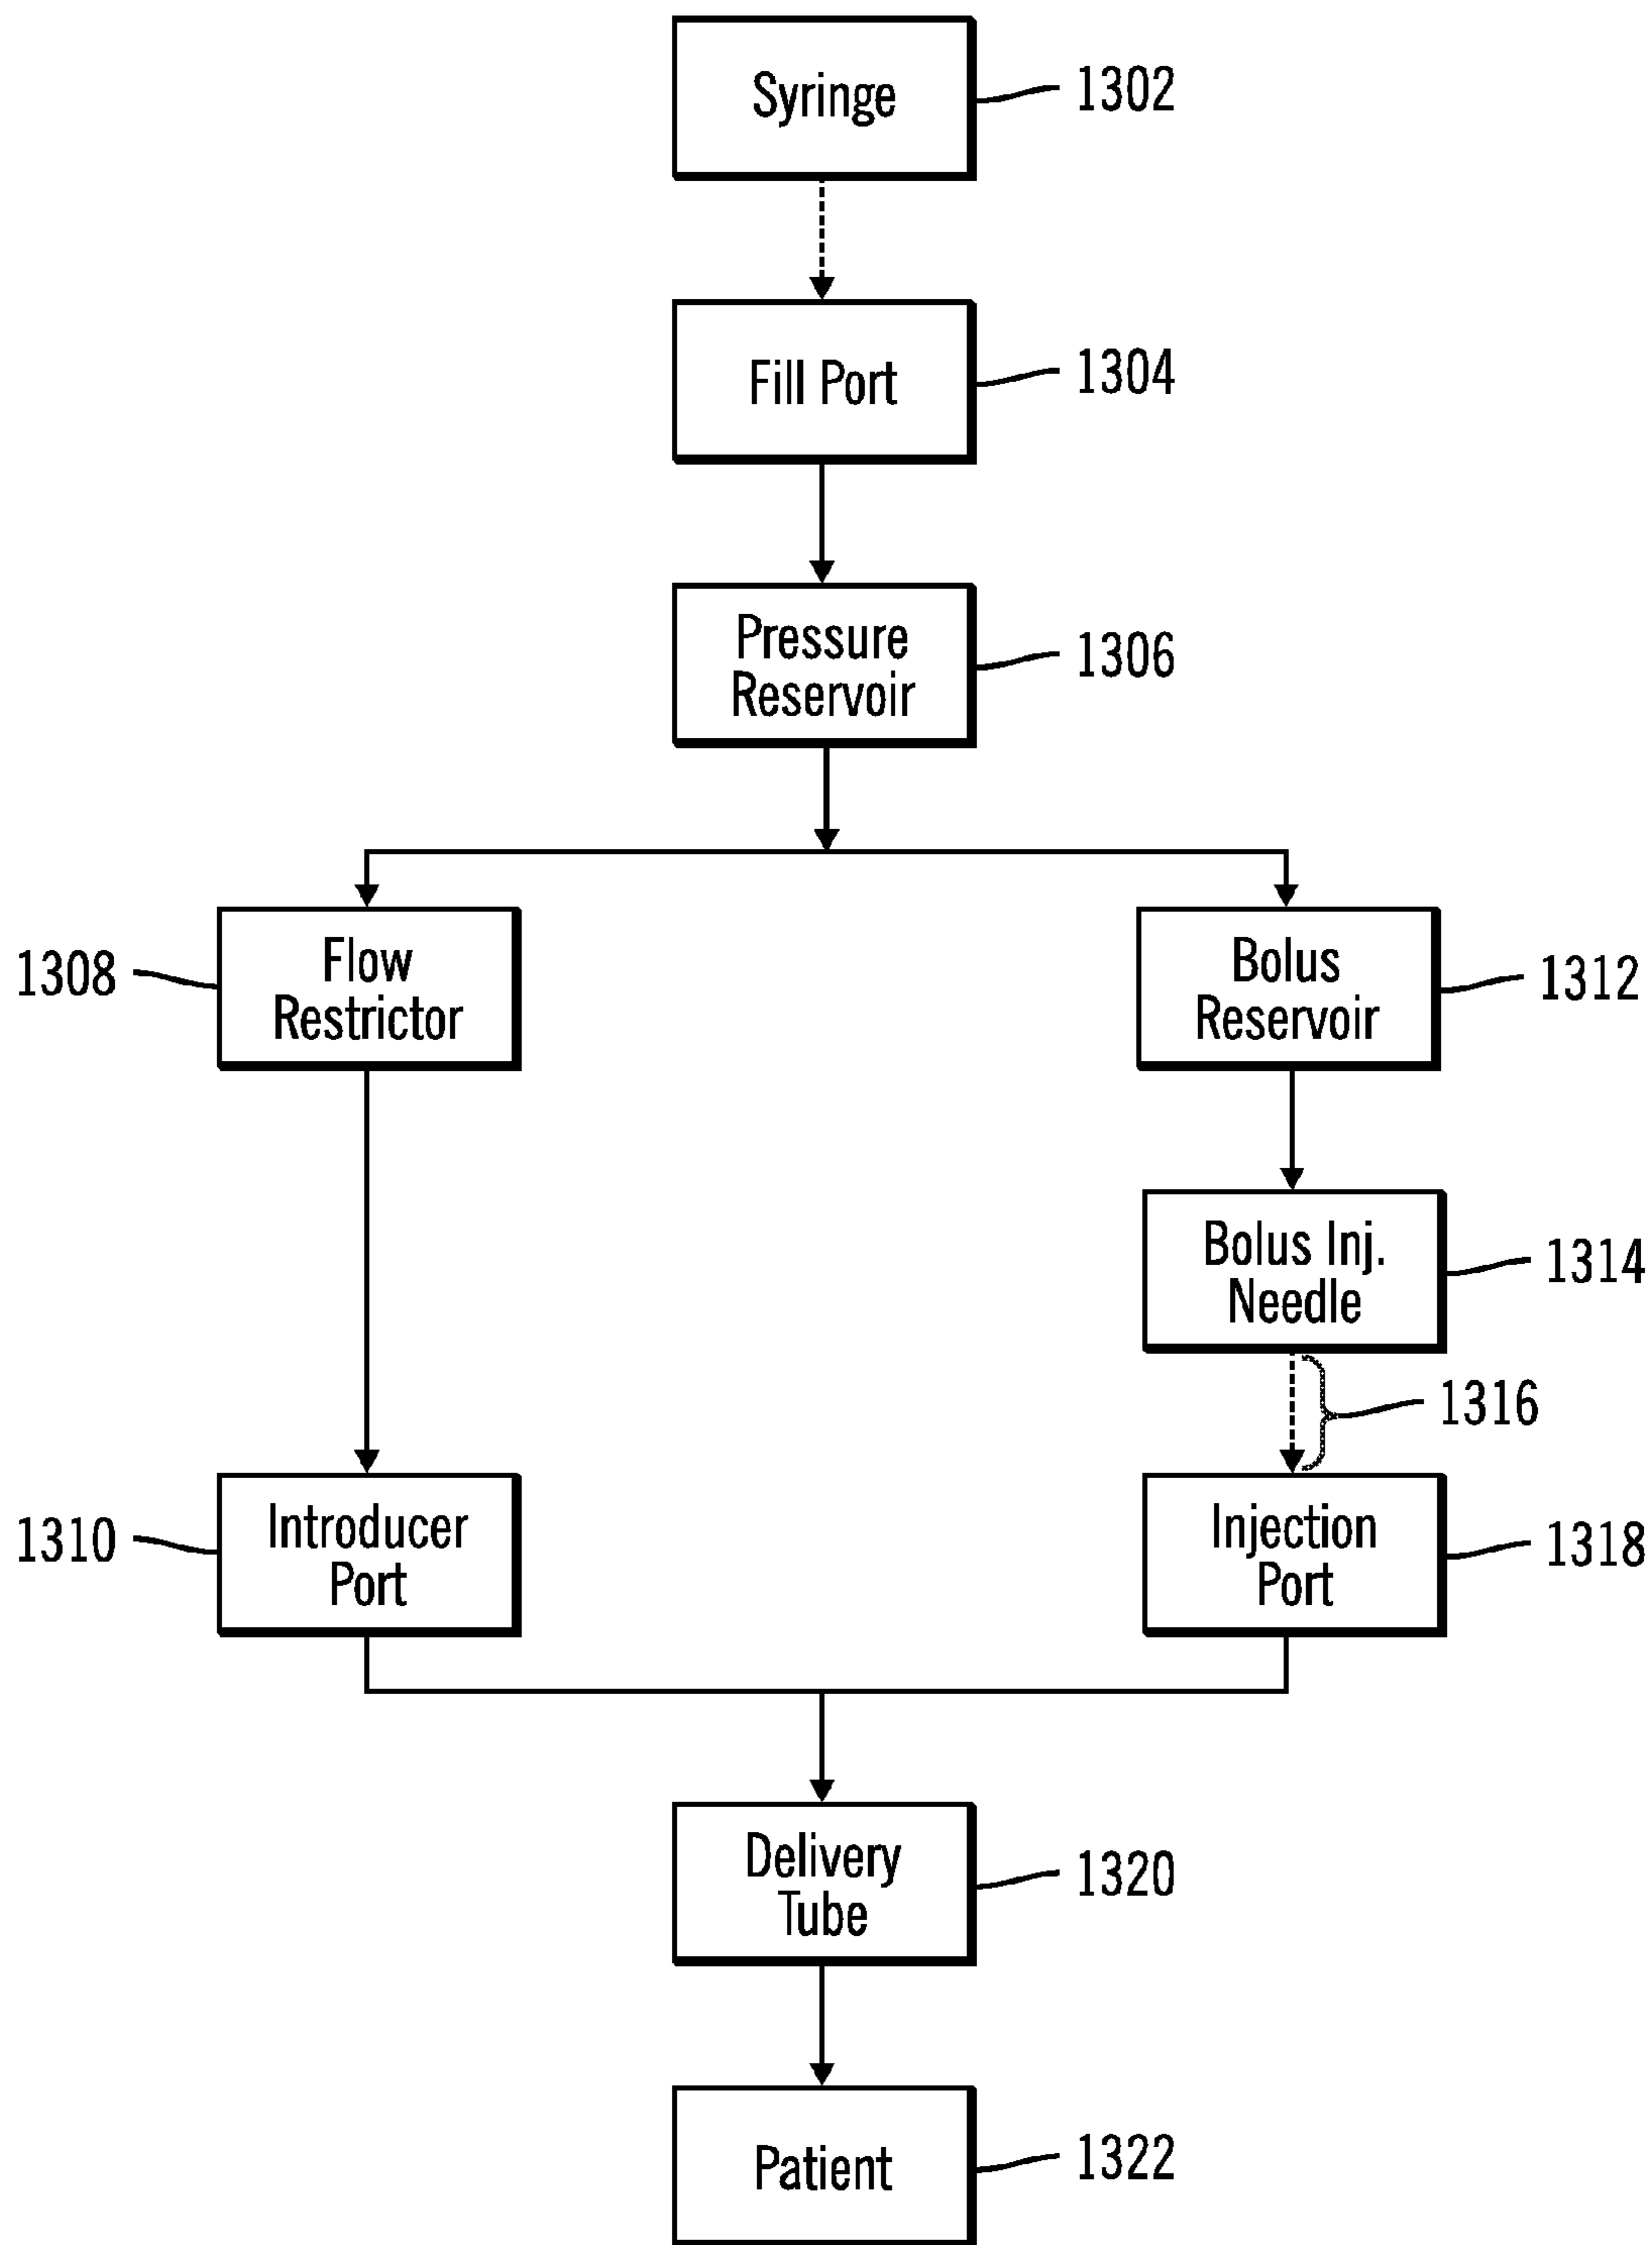 Syringe
1302
Fill Port
1304
Pressure
Reservoir
1306
1308
Flow
Restrictor
Bolus
Reservoir
1312
Bolus Inj.
Needle
1314
1316
1310
Introducer
Port
Injection
Port
1318
Delivery
Tube
1320
Patient
1322